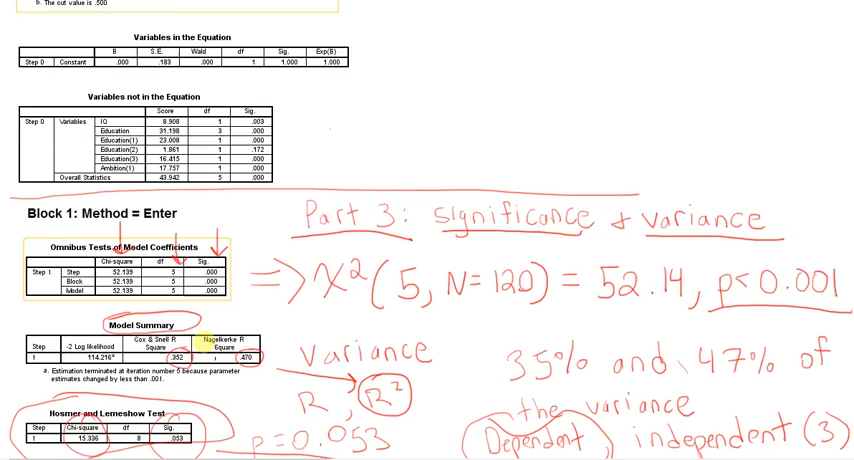 b. The cut value is .500
Variables in the Equation
B S.E. Wald df Sig. Exp(B)
Step 0 Constant .000 .183 .000 1 1.000 1.000
Variables not in the Equation
Score df Sig.
Step 0 Variables IQ 8.908 1 .003
Education 31.198 3 .000
Education(1) 23.008 1 .000
Education(2) 1.861 1 .172
Education(3) 16.415 1 .000
Ambition(1) 17.757 1 .000
Overall Statistics 43.942 5 .000
Block 1: Method = Enter
Part 3: significance & variance
Omnibus Tests of Model Coefficients
Chi-square df Sig.
Step 1 Step 52.139 5 .000
Block 52.139 5 .000
Model 52.139 5 .000
=> X² (5, N=120) = 52.14, p<0.001
Model Summary
Step -2 Log likelihood Cox & Snell R Square Nagelkerke R Square
1 114.216ᵃ .352 .470
a. Estimation terminated at iteration number 5 because parameter
estimates changed by less than .001.
Variance
R, R²
35% and 47% of
the variance
Dependent, independent (3)
Hosmer and Lemeshow Test
Step Chi-square df Sig.
1 15.336 8 .053
p=0.053